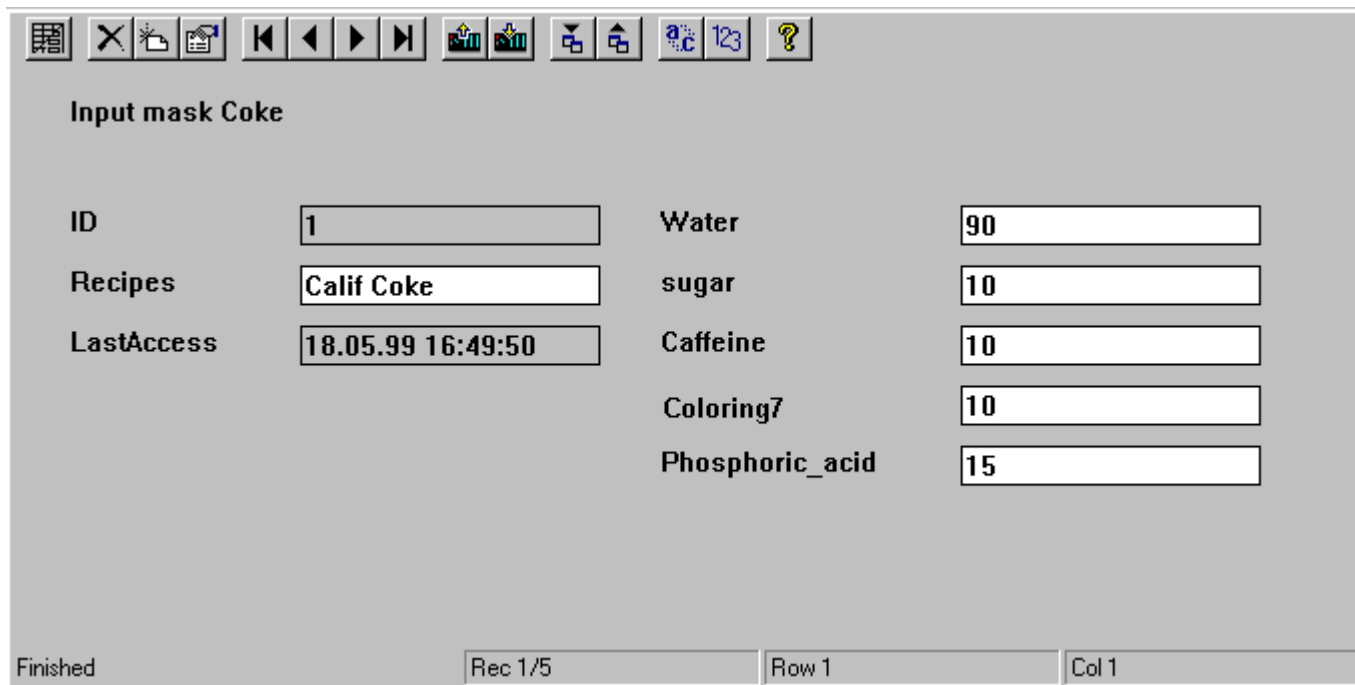 a c 123 ?
Input mask Coke
ID 1 Water 90
Recipes Calif Coke sugar 10
LastAccess 18.05.99 16:49:50 Caffeine 10
Coloring7 10
Phosphoric_acid 15
Finished Rec 1/5 Row 1 Col 1